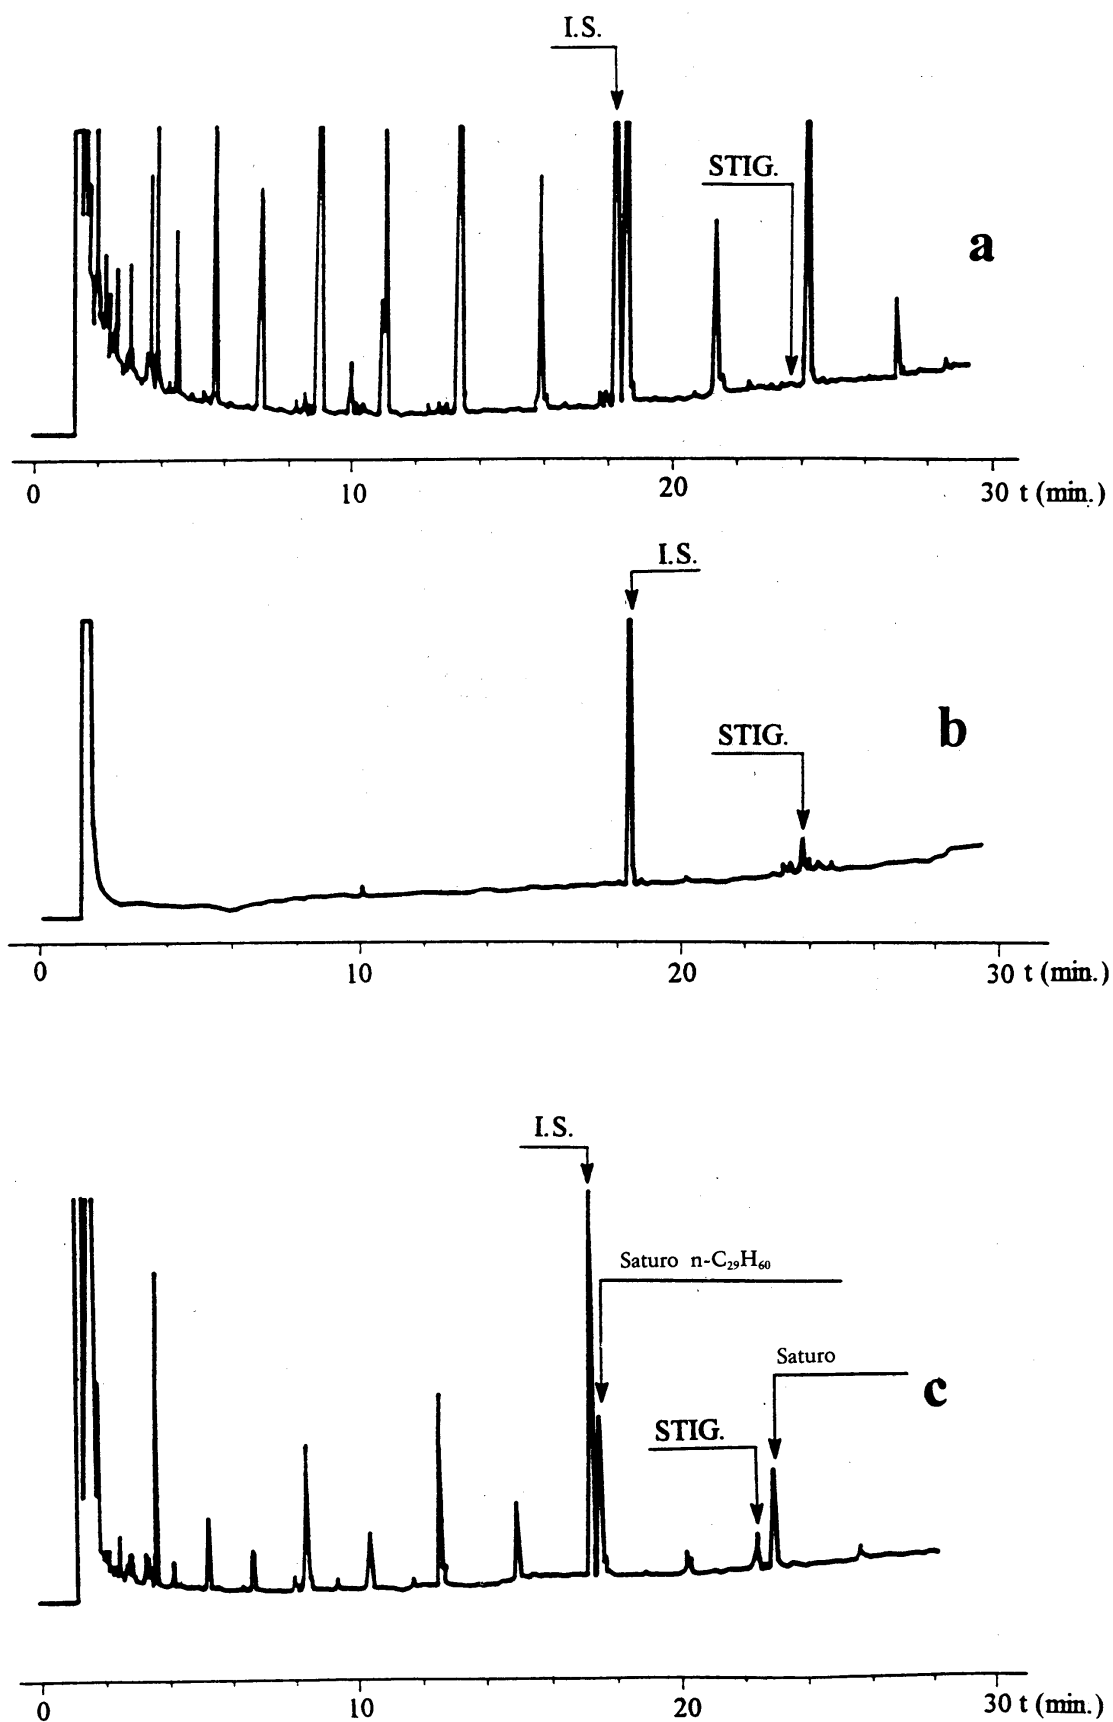 I.S.
STIG.
a
0 10 20 30 t (min.)
I.S.
STIG.
b
0 10 20 30 t (min.)
I.S.
Saturo n-C₂₉H₆₀
Saturo
c
STIG.
0 10 20 30 t (min.)